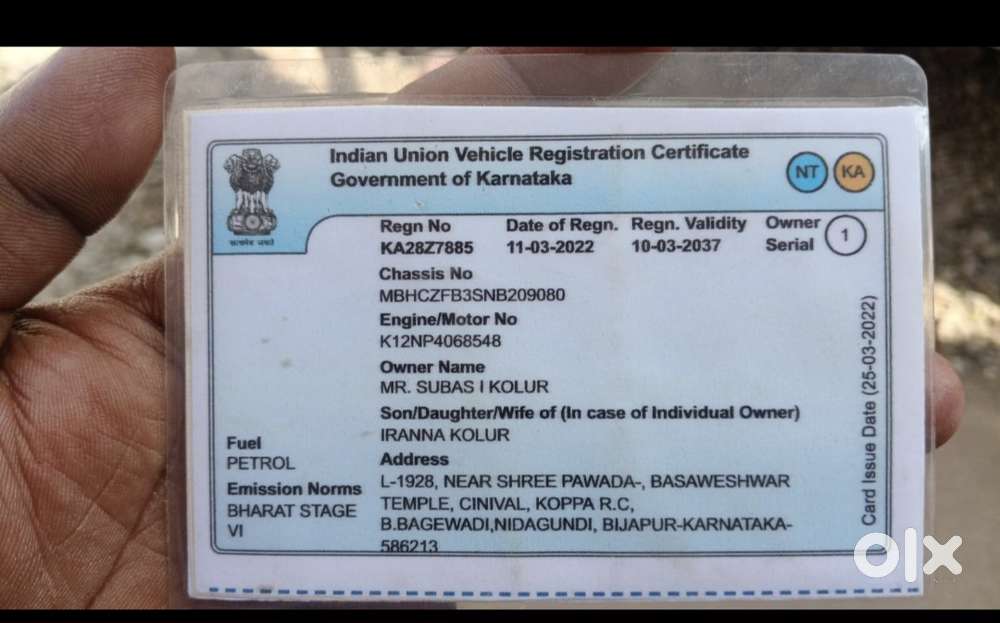 Indian Union Vehicle Registration Certificate
Government of Karnataka
NT KA
सत्यमेव जयते
Regn No Date of Regn. Regn. Validity Owner Serial 1
KA28Z7885 11-03-2022 10-03-2037
Chassis No
MBHCZFB3SNB209080
Engine/Motor No
K12NP4068548
Owner Name
MR. SUBAS I KOLUR
Son/Daughter/Wife of (In case of Individual Owner)
IRANNA KOLUR
Fuel
PETROL
Emission Norms
BHARAT STAGE
VI
Address
L-1928, NEAR SHREE PAWADA-, BASAWESHWAR
TEMPLE, CINIVAL, KOPPA R.C,
B.BAGEWADI,NIDAGUNDI, BIJAPUR-KARNATAKA-
586213
Card Issue Date (25-03-2022)
olx